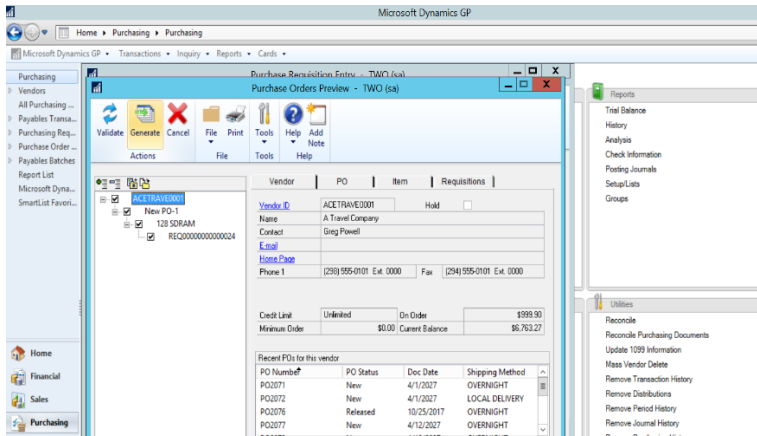 Microsoft Dynamics GP
Home Purchasing Purchasing
Microsoft Dynamics GP Transactions Inquiry Reports Cards
Purchasing
Vendors
All Purchasing ...
Payables Transa...
Purchasing Req...
Purchase Order ...
Payables Batches
Report List
Microsoft Dyna...
SmartList Favori...
Home
Financial
Sales
Purchasing
Purchase Requisition Entry - TWO (sa)
X
Purchase Orders Preview - TWO (sa)
X
Validate Generate Cancel File Print Tools Help Add Note
Actions File Tools Help
ACETRAVE0001
New PO-1
128 SDRAM
REQ00000000000024
Vendor PO Item Requisitions
Vendor ID ACETRAVE0001 Hold
Name A Travel Company
Contact Greg Powell
E-mail
Home Page
Phone 1 (298) 555-0101 Ext. 0000 Fax (294) 555-0101 Ext. 0000
Credit Limit Unlimited On Order $999.90
Minimum Order $0.00 Current Balance $6,763.27
Recent POs for this vendor
PO Number PO Status Doc Date Shipping Method
PO2071 New 4/1/2027 OVERNIGHT
PO2072 New 4/1/2027 LOCAL DELIVERY
PO2076 Released 10/25/2017 OVERNIGHT
PO2077 New 4/12/2027 OVERNIGHT
Reports
Trial Balance
History
Analysis
Check Information
Posting Journals
Setup/Lists
Groups
Utilities
Reconcile
Reconcile Purchasing Documents
Update 1099 Information
Mass Vendor Delete
Remove Transaction History
Remove Distributions
Remove Period History
Remove Journal History